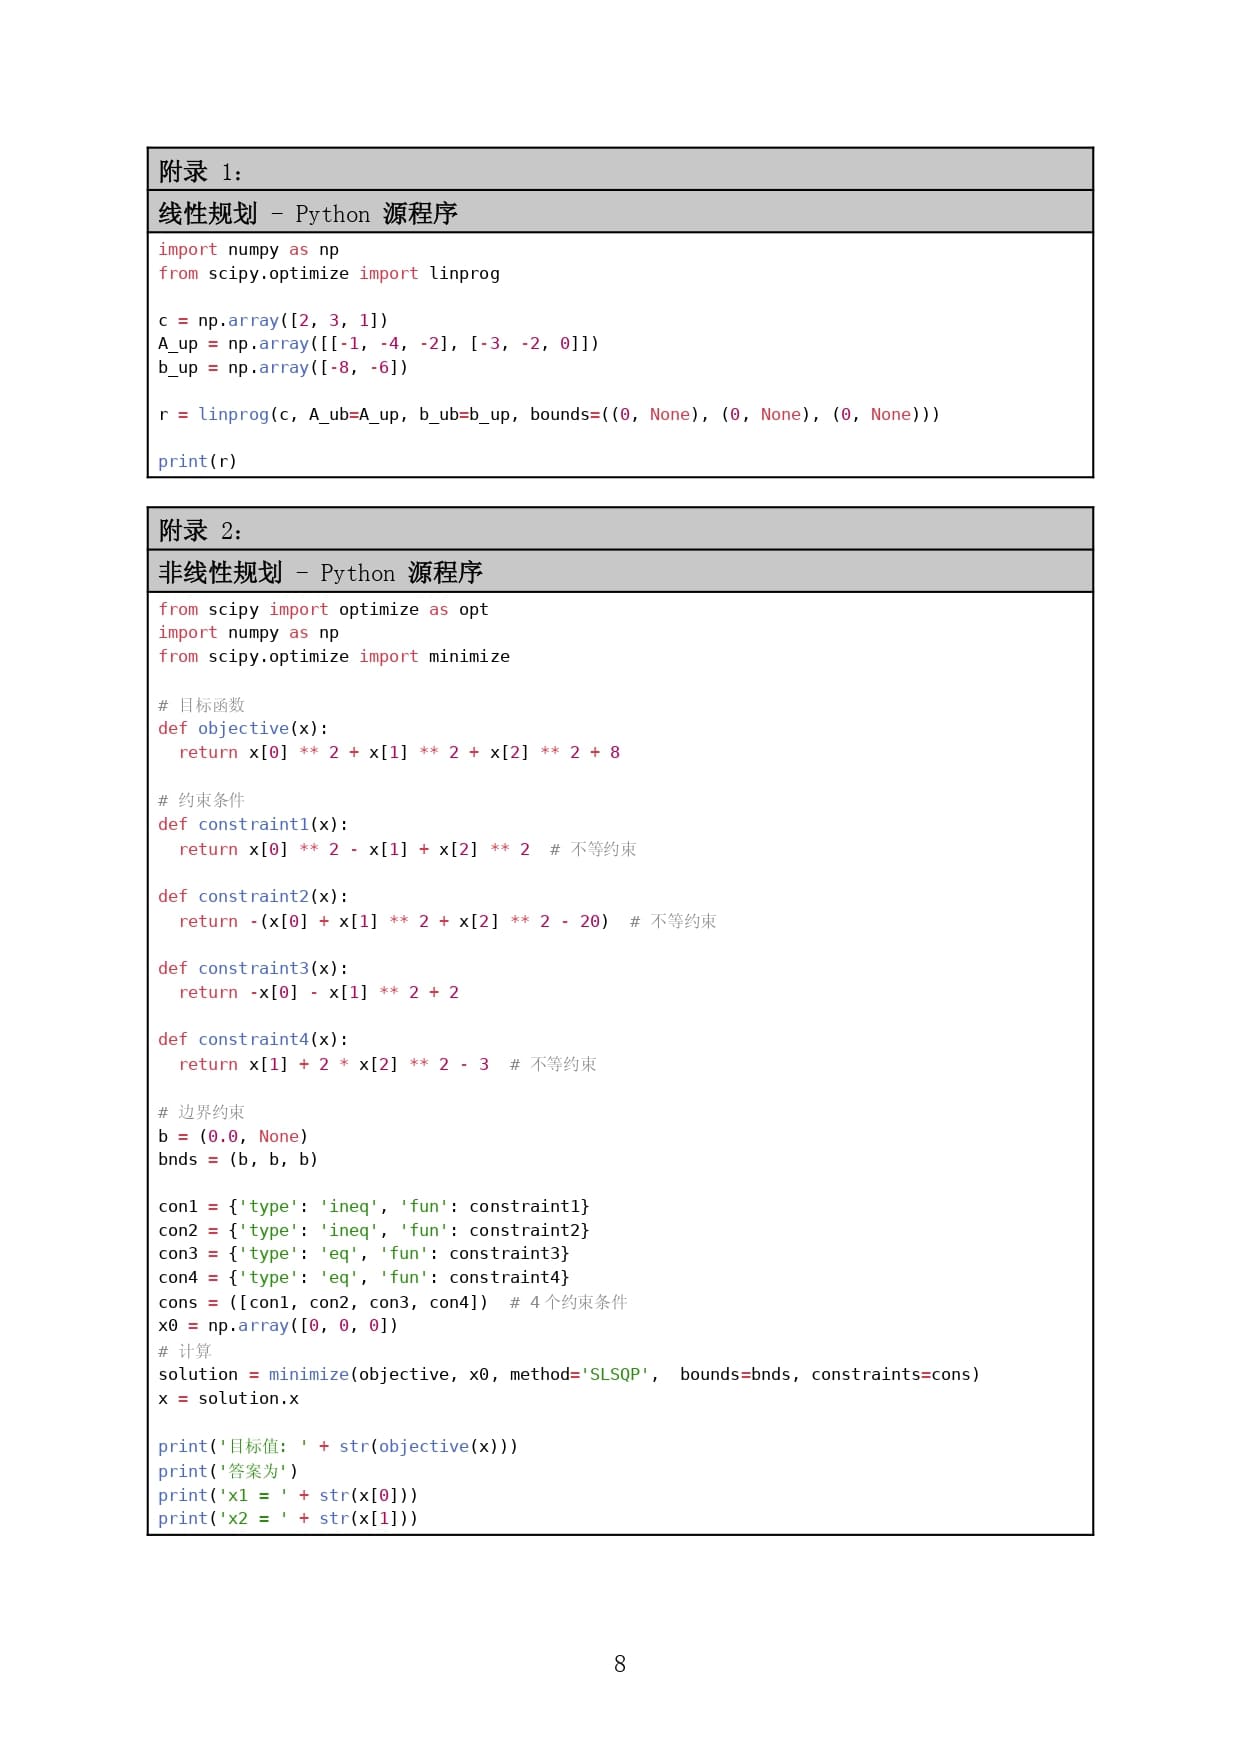 附录 1:
线性规划 - Python 源程序
import numpy as np
from scipy.optimize import linprog
c = np.array([2, 3, 1])
A_up = np.array([[-1, -4, -2], [-3, -2, 0]])
b_up = np.array([-8, -6])
r = linprog(c, A_ub=A_up, b_ub=b_up, bounds=((0, None), (0, None), (0, None)))
print(r)
附录 2:
非线性规划 - Python 源程序
from scipy import optimize as opt
import numpy as np
from scipy.optimize import minimize
# 目标函数
def objective(x):
  return x[0] ** 2 + x[1] ** 2 + x[2] ** 2 + 8
# 约束条件
def constraint1(x):
  return x[0] ** 2 - x[1] + x[2] ** 2  # 不等约束
def constraint2(x):
  return -(x[0] + x[1] ** 2 + x[2] ** 2 - 20)  # 不等约束
def constraint3(x):
  return -x[0] - x[1] ** 2 + 2
def constraint4(x):
  return x[1] + 2 * x[2] ** 2 - 3  # 不等约束
# 边界约束
b = (0.0, None)
bnds = (b, b, b)
con1 = {'type': 'ineq', 'fun': constraint1}
con2 = {'type': 'ineq', 'fun': constraint2}
con3 = {'type': 'eq', 'fun': constraint3}
con4 = {'type': 'eq', 'fun': constraint4}
cons = ([con1, con2, con3, con4])  # 4 个约束条件
x0 = np.array([0, 0, 0])
# 计算
solution = minimize(objective, x0, method='SLSQP',  bounds=bnds, constraints=cons)
x = solution.x
print('目标值: ' + str(objective(x)))
print('答案为')
print('x1 = ' + str(x[0]))
print('x2 = ' + str(x[1]))
8